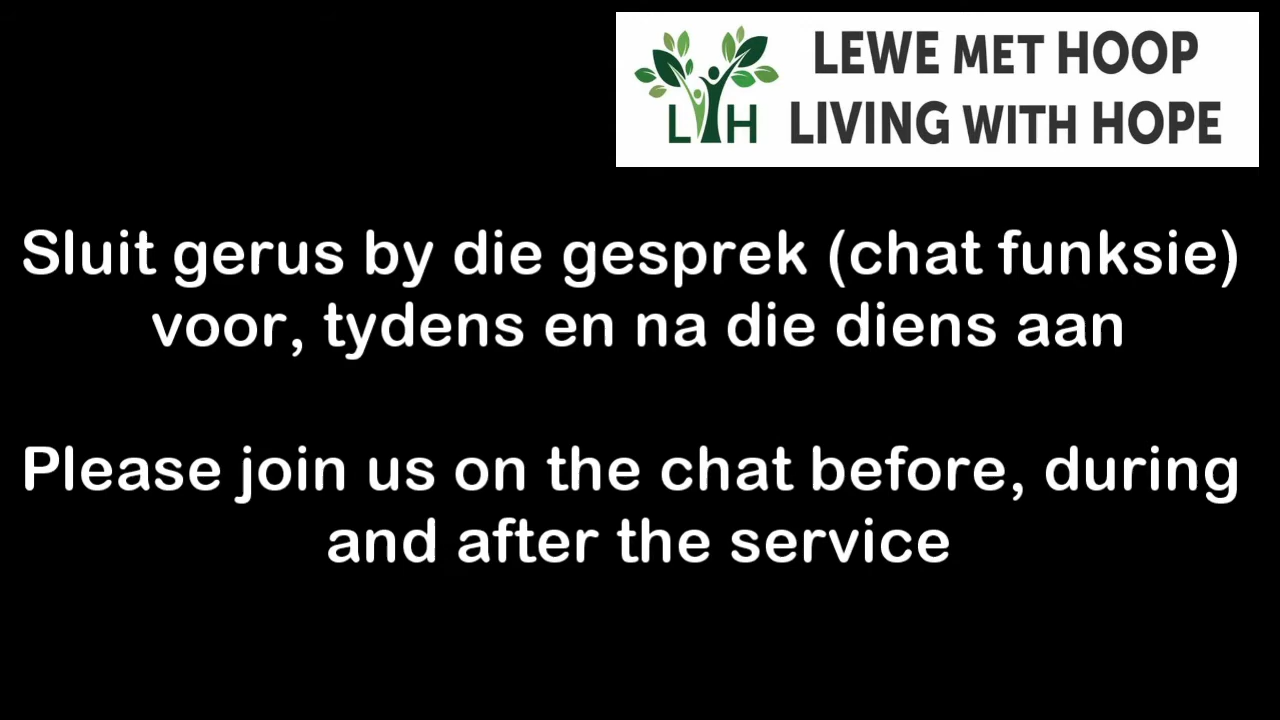 LEWE MET HOOP
LIVING WITH HOPE
L H
Sluit gerus by die gesprek (chat funksie)
voor, tydens en na die diens aan
Please join us on the chat before, during
and after the service